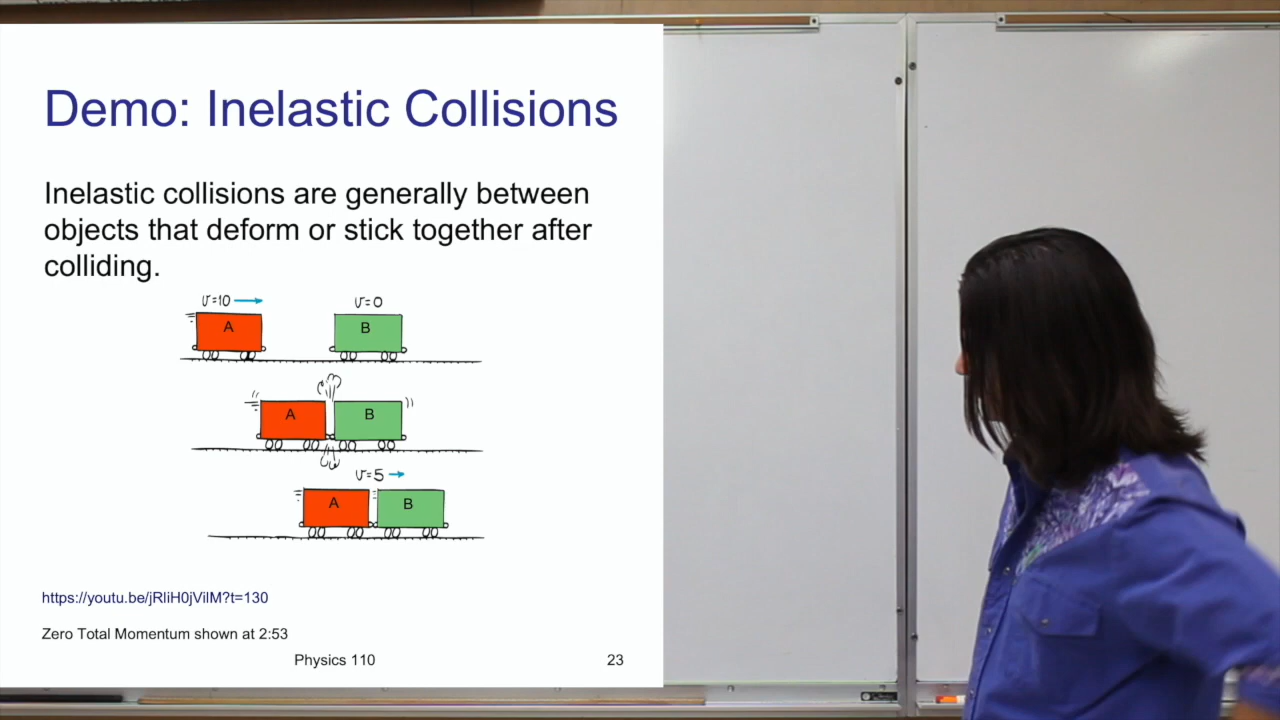 Demo: Inelastic Collisions
Inelastic collisions are generally between
objects that deform or stick together after
colliding.
v=10 v=0
A B
A B
v=5
A B
https://youtu.be/jRliH0jVilM?t=130
Zero Total Momentum shown at 2:53
Physics 110 23